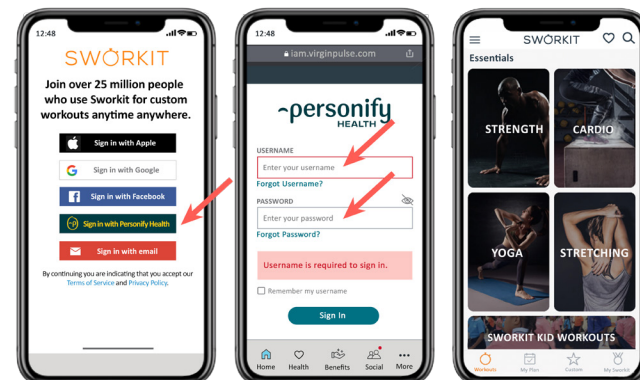 12:48
SWORKIT
Join over 25 million people
who use Sworkit for custom
workouts anytime anywhere.
Sign in with Apple
Sign in with Google
Sign in with Facebook
Sign in with Personify Health
Sign in with email
By continuing you are indicating that you accept our
Terms of Service and Privacy Policy.
12:48
iam.virginpulse.com
personify
HEALTH
USERNAME
Enter your username
Forgot Username?
PASSWORD
Enter your password
Forgot Password?
Username is required to sign in.
Remember my username
Sign In
Home Health Benefits Social More
SWORKIT
Essentials
STRENGTH CARDIO
YOGA STRETCHING
SWORKIT KID WORKOUTS
Workouts My Plan Custom My Sworkit